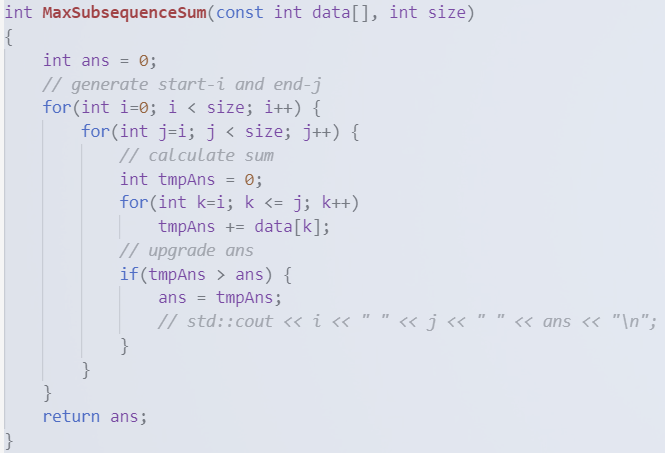 int MaxSubsequenceSum(const int data[], int size)
{
    int ans = 0;
    // generate start-i and end-j
    for(int i=0; i < size; i++) {
        for(int j=i; j < size; j++) {
            // calculate sum
            int tmpAns = 0;
            for(int k=i; k <= j; k++)
                tmpAns += data[k];
            // upgrade ans
            if(tmpAns > ans) {
                ans = tmpAns;
                // std::cout << i << " " << j << " " << ans << "\n";
            }
        }
    }
    return ans;
}